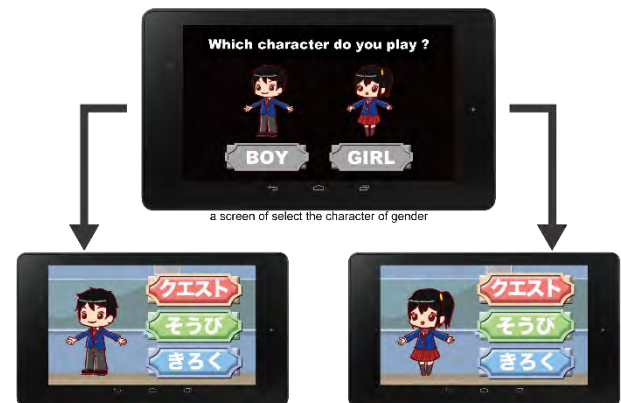 Which character do you play ?
BOY
GIRL
a screen of select the character of gender
クエスト
そうび
きろく
クエスト
そうび
きろく